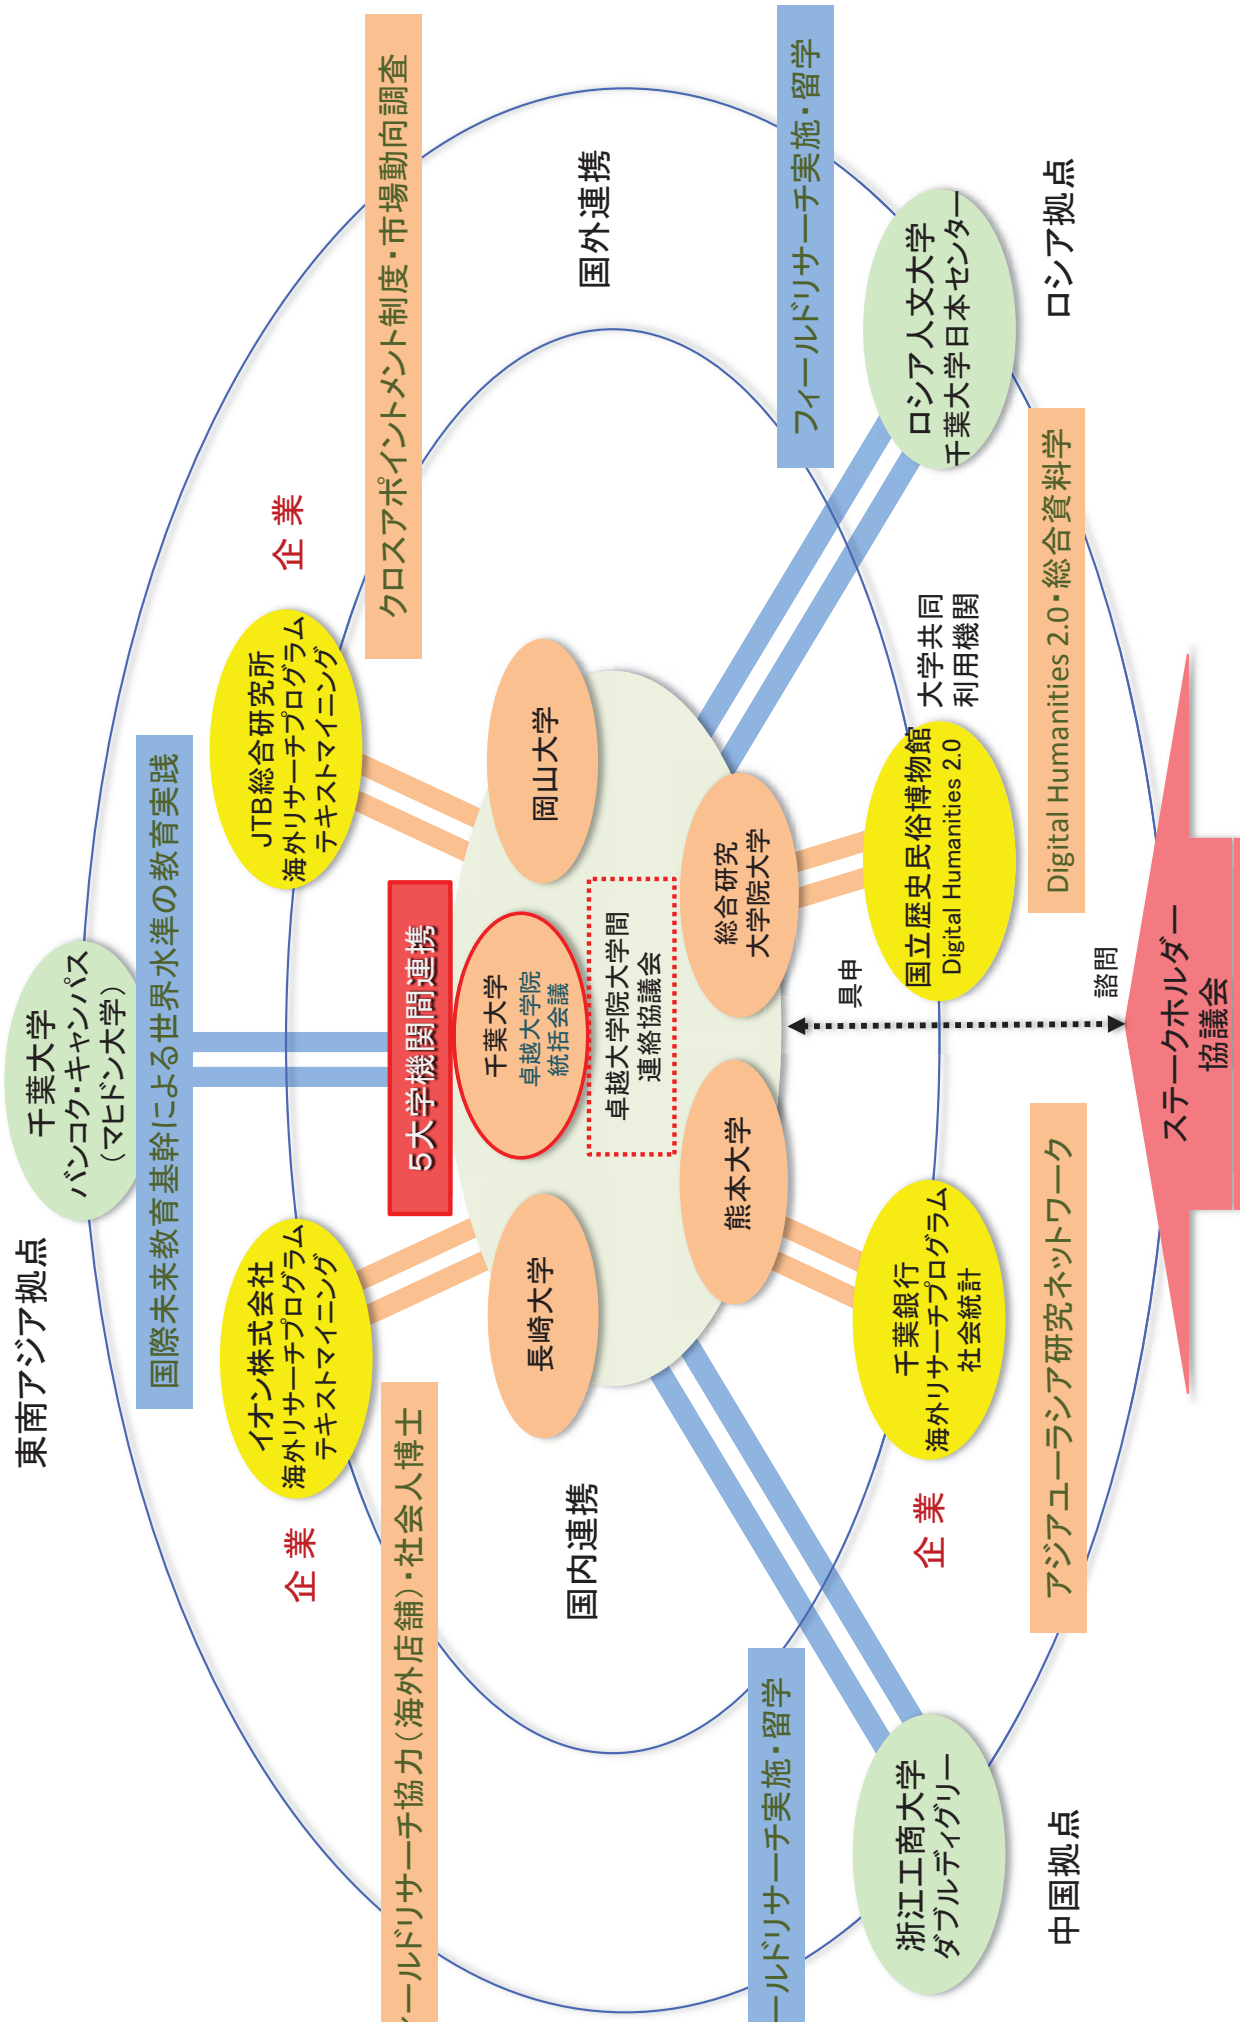 東南アジア拠点
千葉大学
バンコク・キャンパス
（マヒドン大学）
国際未来教育基幹による世界水準の教育実践
企業
イオン株式会社
海外リサーチプログラム
テキストマイニング
JTB総合研究所
海外リサーチプログラム
テキストマイニング
企業
ールドリサーチ協力（海外店舗）・社会人博士
クロスアポイントメント制度・市場動向調査
5大学機関間連携
千葉大学
卓越大学院
統括会議
長崎大学
岡山大学
国内連携
国外連携
卓越大学院大学間
連絡協議会
熊本大学
総合研究
大学院大学
ールドリサーチ実施・留学
フィールドリサーチ実施・留学
具申
諮問
浙江工商大学
ダブルディグリー
中国拠点
企業
千葉銀行
海外リサーチプログラム
社会統計
国立歴史民俗博物館
Digital Humanities 2.0
大学共同
利用機関
ロシア人文大学
千葉大学日本センター
ロシア拠点
アジアユーラシア研究ネットワーク
Digital Humanities 2.0・総合資料学
ステークホルダー
協議会